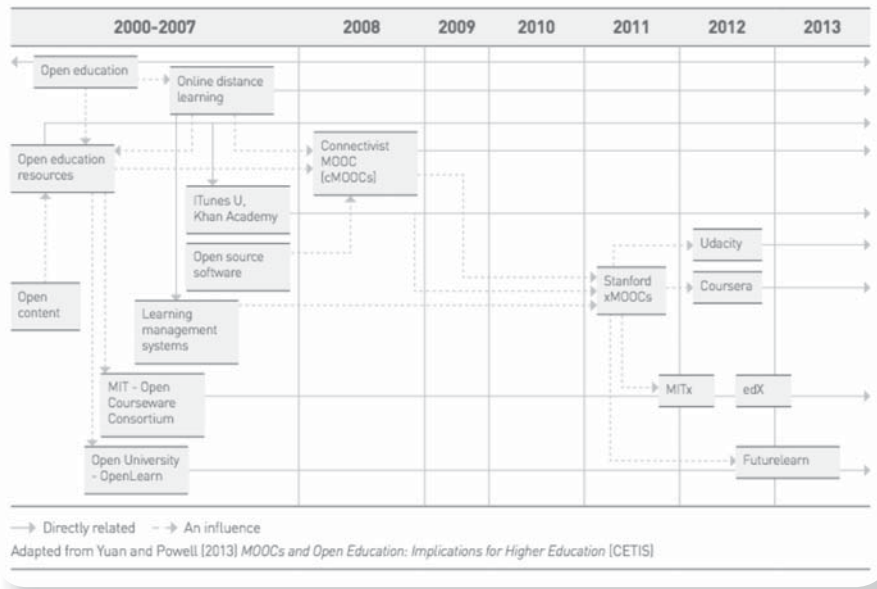 2000-2007 2008 2009 2010 2011 2012 2013
Open education
Online distance
learning
Open education
resources
Connectivist
MOOC
(cMOOCs)
ITunes U,
Khan Academy
Open source
software
Udacity
Stanford
xMOOCs
Coursera
Open
content
Learning
management
systems
MIT - Open
Courseware
Consortium
MITx
edX
Open University
- OpenLearn
Futurelearn
Directly related
An influence
Adapted from Yuan and Powell (2013) MOOCs and Open Education: Implications for Higher Education (CETIS)